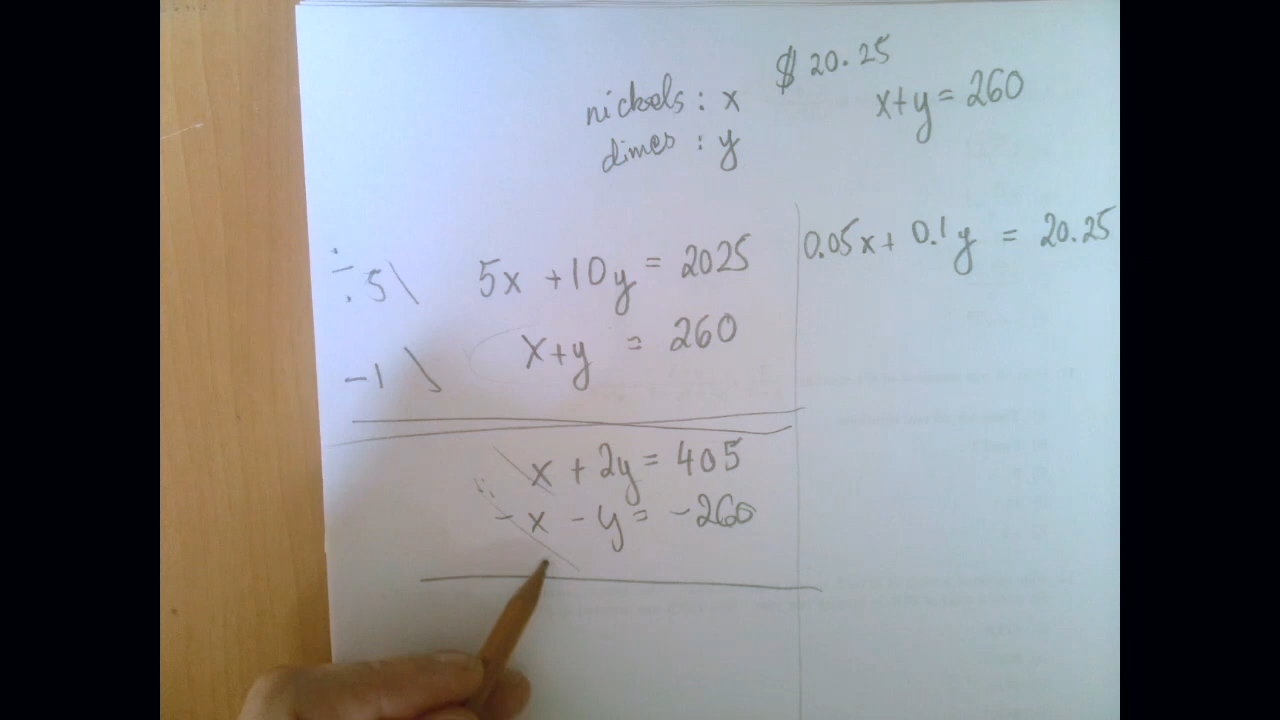 $ 20.25
nickels : x
x+y = 260
dimes : y
0.05x + 0.1y = 20.25
÷5\ 5x + 10y = 2025
-1 \ x+y = 260
x + 2y = 405
-x - y = -260